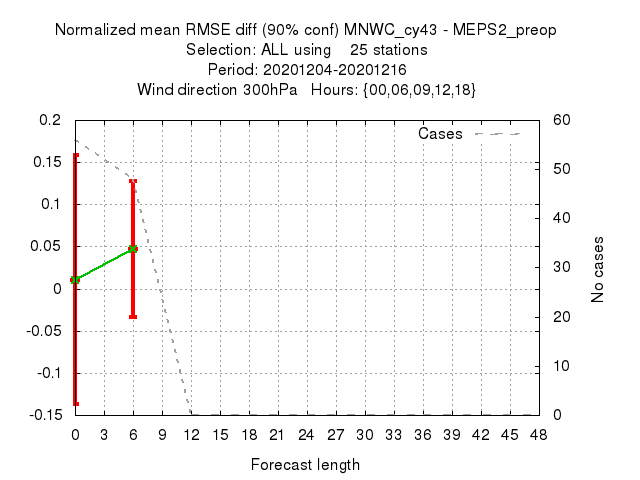 Normalized mean RMSE diff (90% conf) MNWC_cy43 - MEPS2_preop
Selection: ALL using 25 stations
Period: 20201204-20201216
Wind direction 300hPa Hours: {00,06,09,12,18}
Cases
0.2
0.15
0.1
0.05
0
-0.05
-0.1
-0.15
60
50
40
30
20
10
0
No cases
0 3 6 9 12 15 18 21 24 27 30 33 36 39 42 45 48
Forecast length